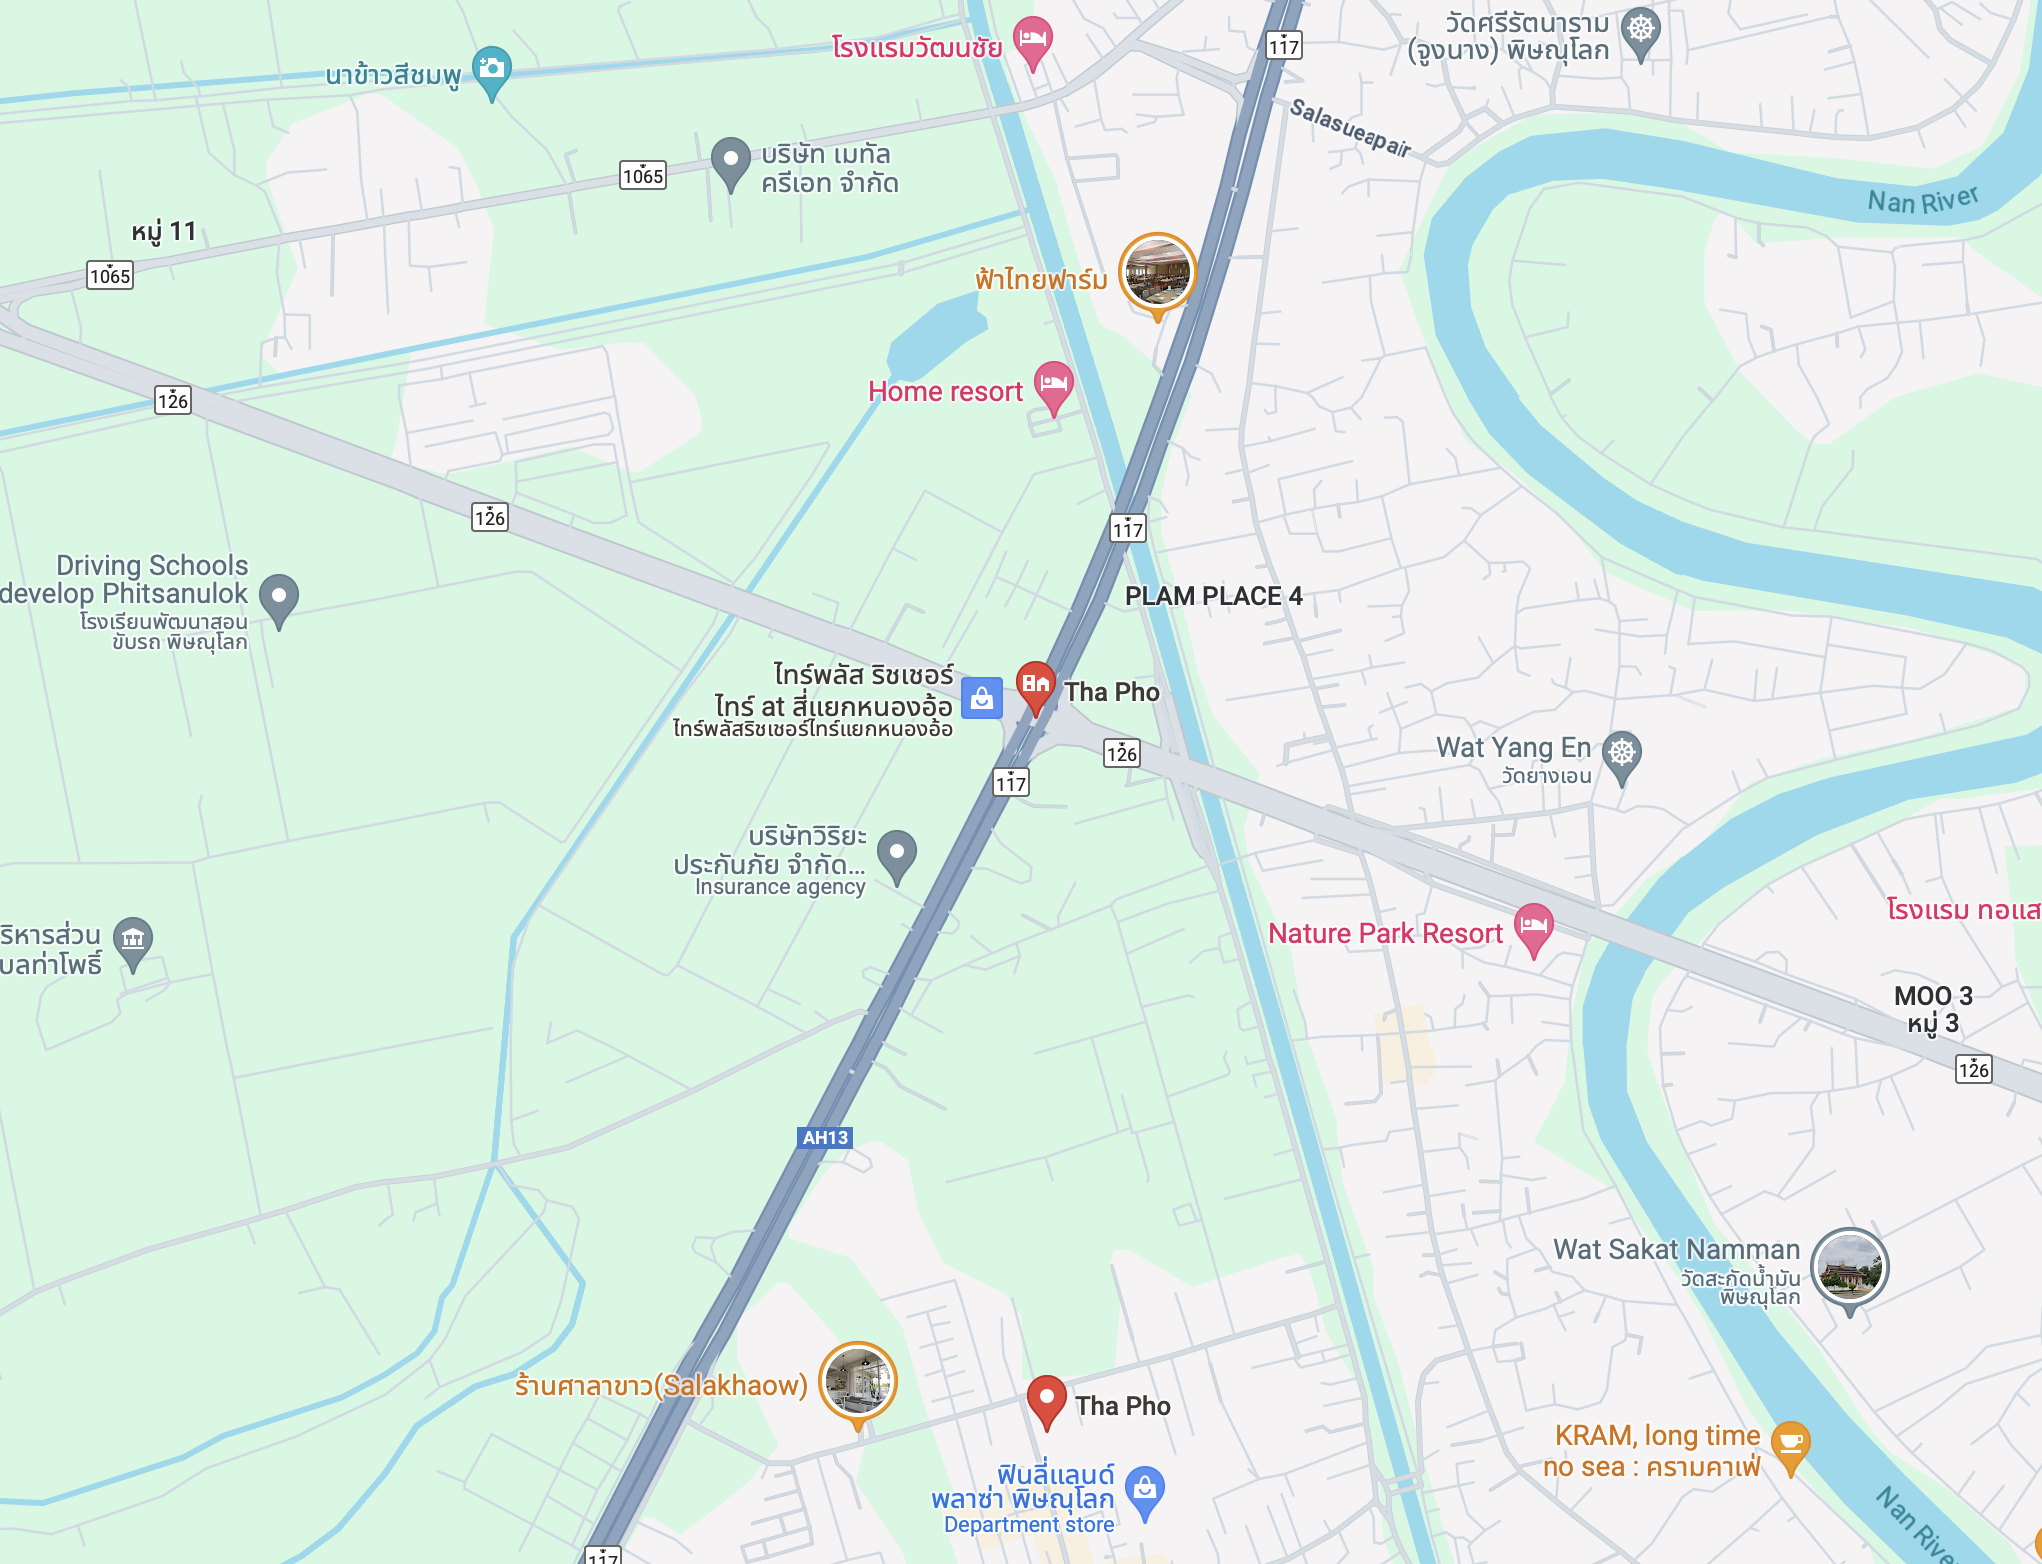 117
วัดศรีรัตนาราม
(จูงนาง) พิษณุโลก
โรงแรมวัฒนชัย
นาข้าวสีชมพู
Salasueapair
บริษัท เมทัล
ครีเอท จำกัด
1065
Nan River
หมู่ 11
1065
ฟ้าไทยฟาร์ม
Home resort
126
126
117
Driving Schools
develop Phitsanulok
โรงเรียนพัฒนาสอน
ขับรถ พิษณุโลก
PLAM PLACE 4
ไทร์พลัส ริชเชอร์
ไทร์ at สี่แยกหนองอ้อ
ไทร์พลัสริชเชอร์ไทร์แยกหนองอ้อ
Tha Pho
126
117
Wat Yang En
วัดยางเอน
บริษัทวิริยะ
ประกันภัย จำกัด...
Insurance agency
ริหารส่วน
บลท่าโพธิ์
Nature Park Resort
โรงแรม ทอแส
MOO 3
หมู่ 3
126
AH13
Wat Sakat Namman
วัดสะกัดน้ำมัน
พิษณุโลก
ร้านศาลาขาว(Salakhaow)
Tha Pho
KRAM, long time
no sea : ครามคาเฟ่
ฟินลี่แลนด์
พลาซ่า พิษณุโลก
Department store
Nan River
117